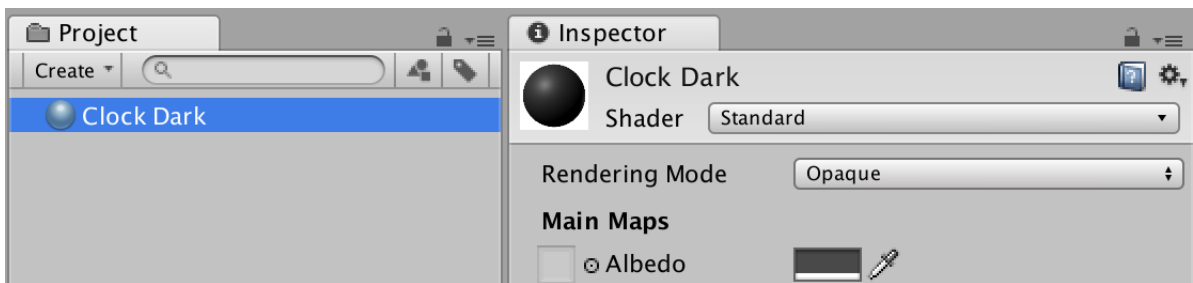 Project
Create
Clock Dark
Inspector
Clock Dark
Shader Standard
Rendering Mode Opaque
Main Maps
Albedo